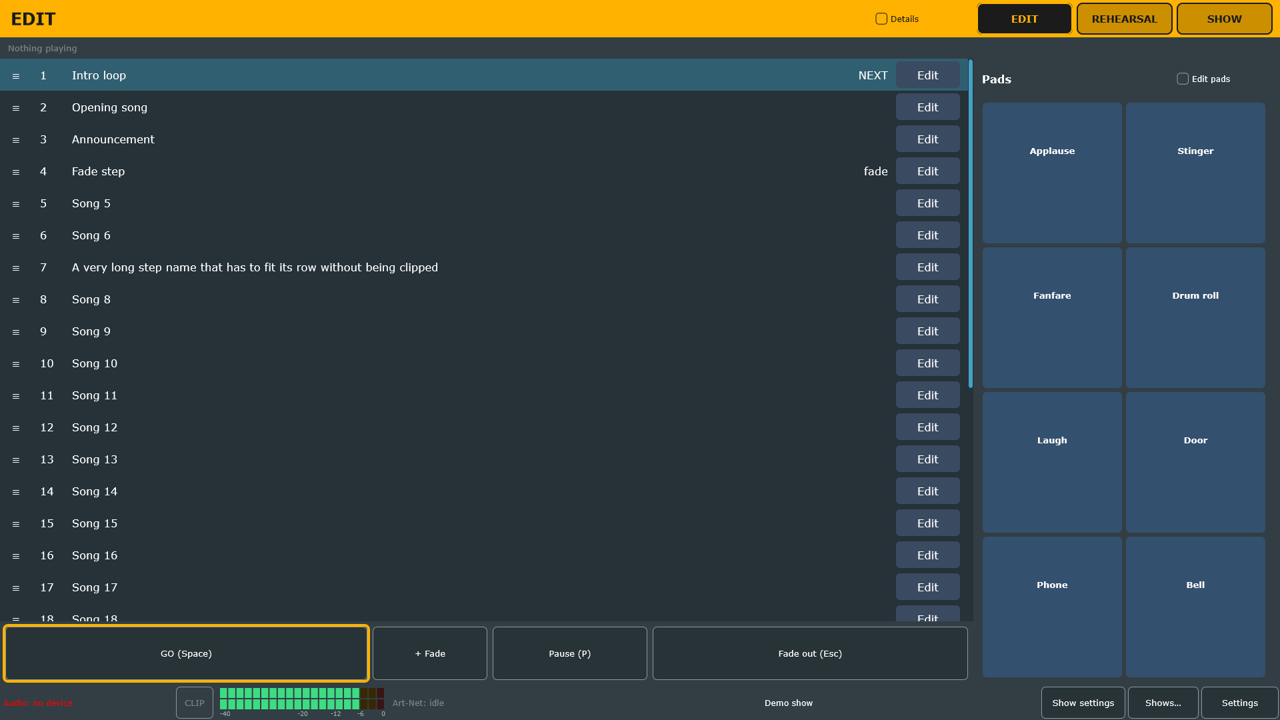 EDIT
Details
EDIT
REHEARSAL
SHOW
Nothing playing
1 Intro loop NEXT Edit
2 Opening song Edit
3 Announcement Edit
4 Fade step fade Edit
5 Song 5 Edit
6 Song 6 Edit
7 A very long step name that has to fit its row without being clipped Edit
8 Song 8 Edit
9 Song 9 Edit
10 Song 10 Edit
11 Song 11 Edit
12 Song 12 Edit
13 Song 13 Edit
14 Song 14 Edit
15 Song 15 Edit
16 Song 16 Edit
17 Song 17 Edit
18 Song 18 Edit
Pads
Edit pads
Applause Stinger
Fanfare Drum roll
Laugh Door
Phone Bell
GO (Space)
+ Fade
Pause (P)
Fade out (Esc)
Audio: no device
CLIP
-40 -20 -12 -6 0
Art-Net: idle
Demo show
Show settings
Shows...
Settings